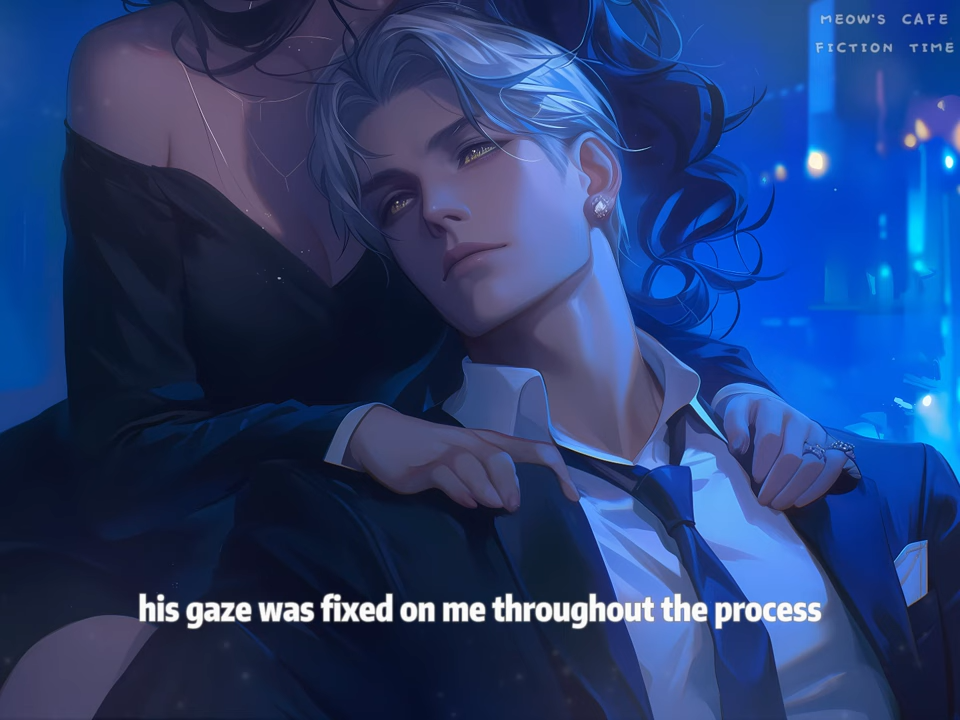 MEOW'S CAFE
FICTION TIME
his gaze was fixed on me throughout the process